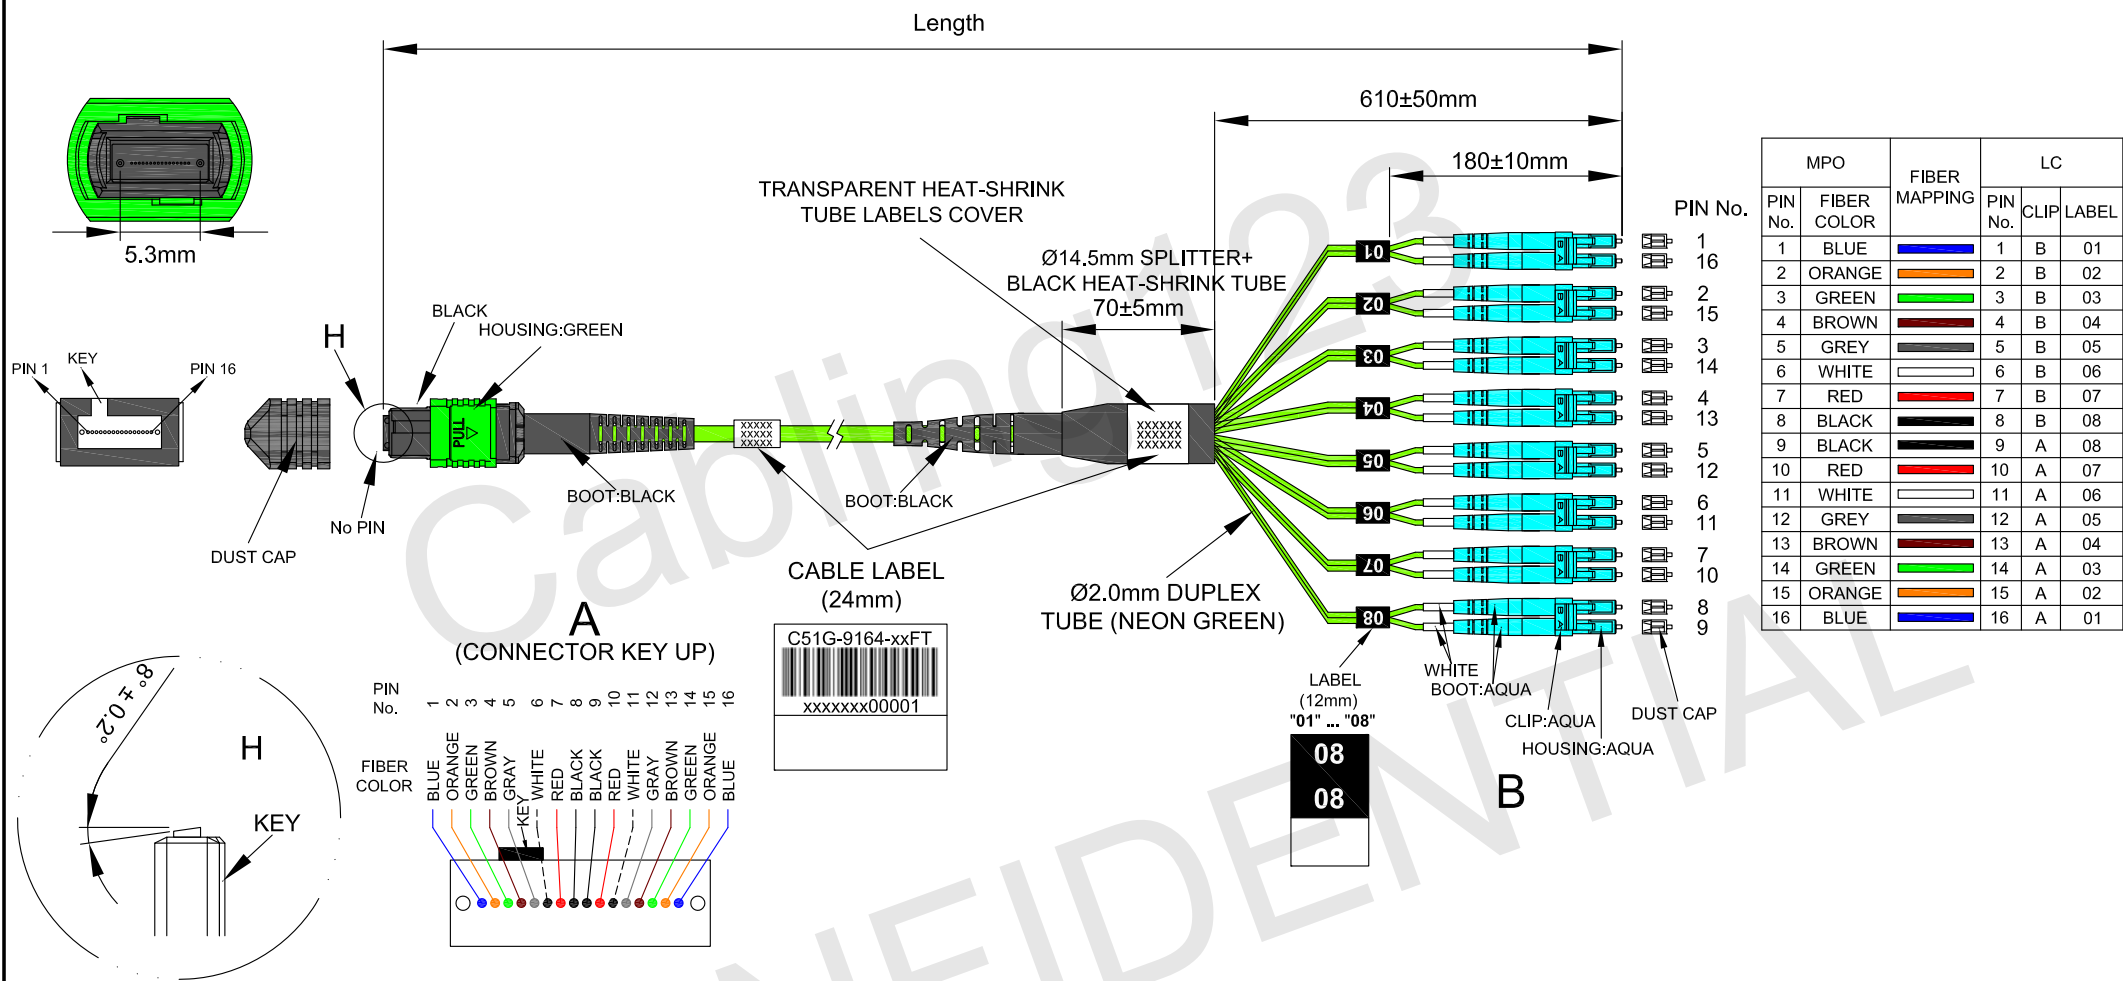 Length
610±50mm
180±10mm
5.3mm
TRANSPARENT HEAT-SHRINK
TUBE LABELS COVER
Ø14.5mm SPLITTER+
BLACK HEAT-SHRINK TUBE
70±5mm
PIN No.
H
BLACK
HOUSING:GREEN
KEY
PIN 1
PIN 16
PULL
XXXXX
XXXXX
XXXXX
XXXXXX
XXXXXX
XXXXXX
BOOT:BLACK
BOOT:BLACK
No PIN
DUST CAP
CABLE LABEL
(24mm)
Ø2.0mm DUPLEX
TUBE (NEON GREEN)
01
02
03
04
05
06
07
08
1
16
2
15
3
14
4
13
5
12
6
11
7
10
8
9
WHITE
BOOT:AQUA
CLIP:AQUA
HOUSING:AQUA
DUST CAP
LABEL
(12mm)
"01" ... "08"
08
08
B
A
(CONNECTOR KEY UP)
C51G-9164-xxFT
xxxxxxx00001
PIN
No.
1 2 3 4 5 6 7 8 9 10 11 12 13 14 15 16
FIBER
COLOR
BLUE ORANGE GREEN BROWN GRAY WHITE RED BLACK BLACK RED WHITE GRAY BROWN GREEN ORANGE BLUE
KEY
8° ± 0.2°
H
KEY
MPO FIBER MAPPING LC
PIN No. FIBER COLOR PIN No. CLIP LABEL
1 BLUE 1 B 01
2 ORANGE 2 B 02
3 GREEN 3 B 03
4 BROWN 4 B 04
5 GREY 5 B 05
6 WHITE 6 B 06
7 RED 7 B 07
8 BLACK 8 B 08
9 BLACK 9 A 08
10 RED 10 A 07
11 WHITE 11 A 06
12 GREY 12 A 05
13 BROWN 13 A 04
14 GREEN 14 A 03
15 ORANGE 15 A 02
16 BLUE 16 A 01
Cabling123
NFIDENTIAL